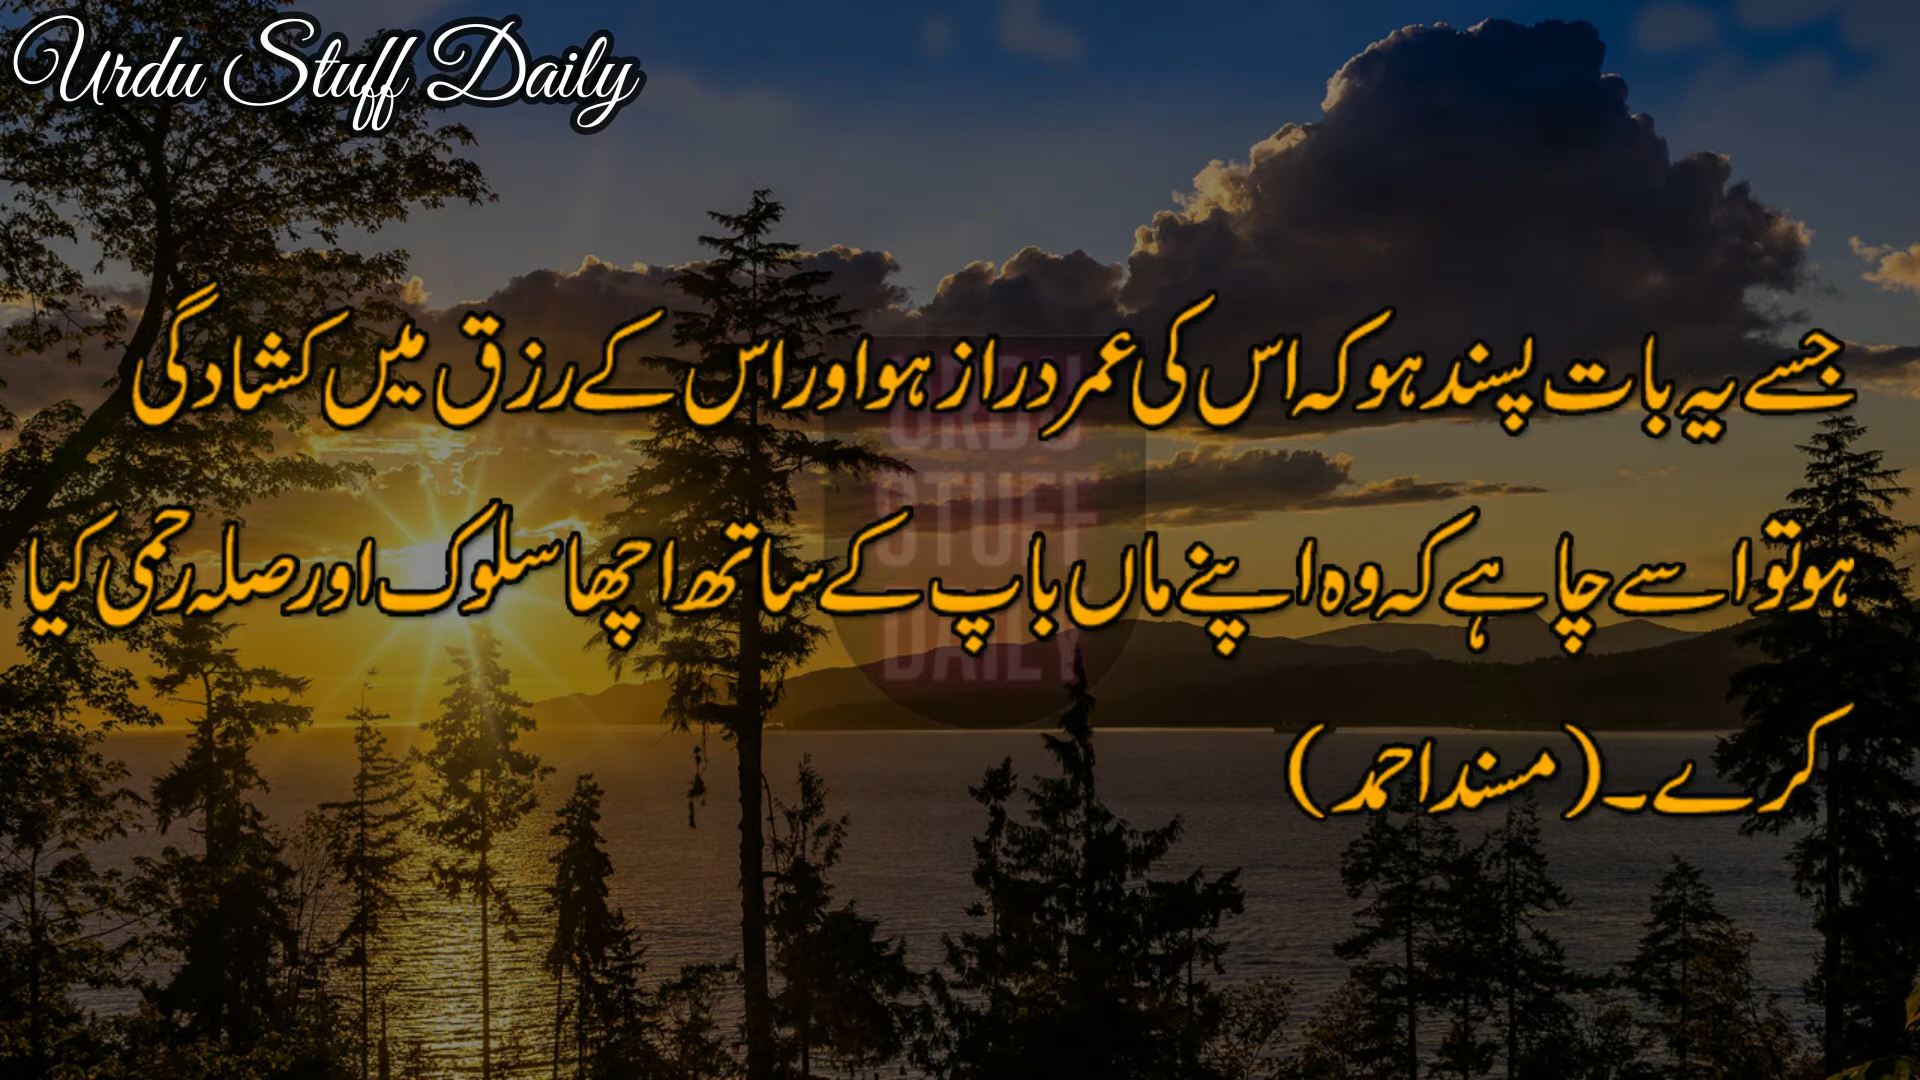 Urdu Stuff Daily
جسے یہ بات پسند ہو کہ اس کی عمر دراز ہو اور اس کے رزق میں کشادگی
ہو تو اسے چاہے کہ وہ اپنے ماں باپ کے ساتھ اچھا سلوک اور صلہ رحمی کیا
کرے۔ (مسند احمد)
URDU
STUFF
DAILY